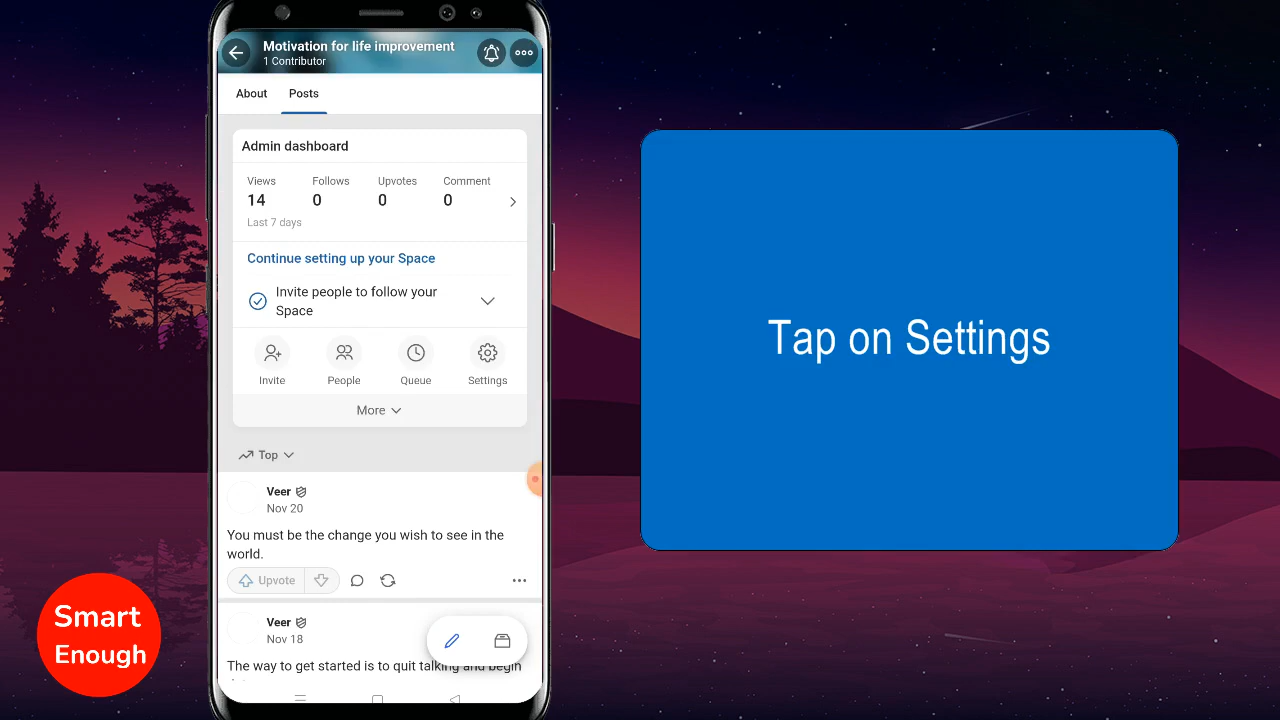 Motivation for life improvement
1 Contributor
About Posts
Admin dashboard
Views Follows Upvotes Comment
14 0 0 0
Last 7 days
Continue setting up your Space
Invite people to follow your
Space
Invite People Queue Settings
More
Top
Veer
Nov 20
You must be the change you wish to see in the
world.
Upvote
Veer
Nov 18
The way to get started is to quit talking and begin
Tap on Settings
Smart
Enough